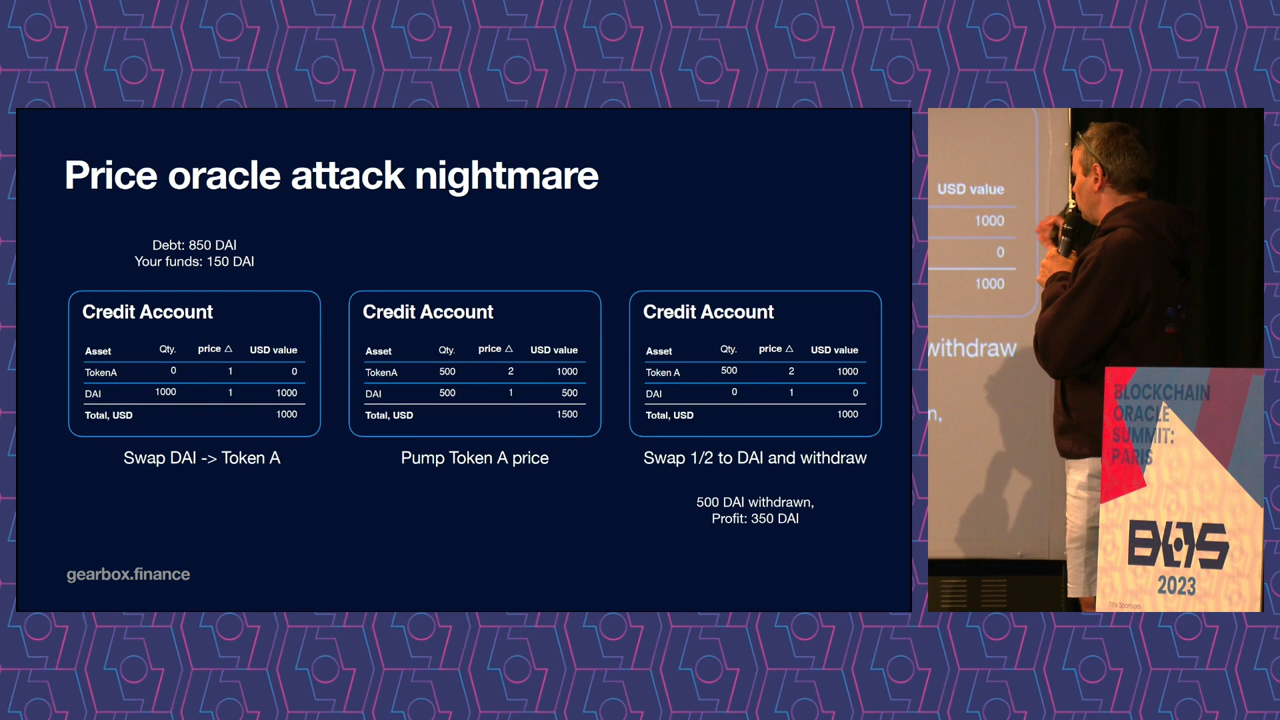 Price oracle attack nightmare
Debt: 850 DAI
Your funds: 150 DAI
Credit Account
Asset Qty. price △ USD value
TokenA 0 1 0
DAI 1000 1 1000
Total, USD 1000
Swap DAI -> Token A
Credit Account
Asset Qty. price △ USD value
TokenA 500 2 1000
DAI 500 1 500
Total, USD 1500
Pump Token A price
Credit Account
Asset Qty. price △ USD value
Token A 500 2 1000
DAI 0 1 0
Total, USD 1000
Swap 1/2 to DAI and withdraw
500 DAI withdrawn,
Profit: 350 DAI
gearbox.finance
USD value
1000
0
1000
withdraw
n,
BLOCKCHAIN
ORACLE
SUMMIT:
PARIS
BOS
2023
Title Sponsors